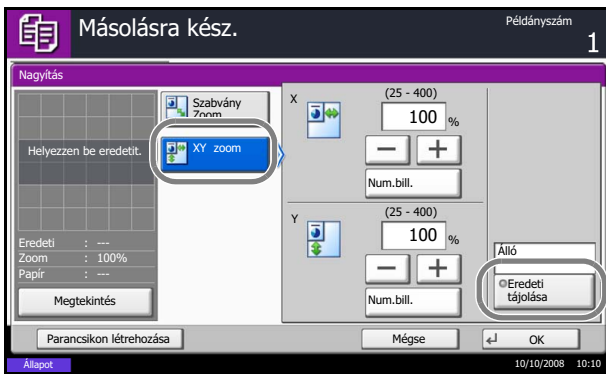 Másolásra kész.
Példányszám
1
Nagyítás
Helyezzen be eredetit.
Eredeti : ---
Zoom : 100%
Papír : ---
Megtekintés
Szabvány
Zoom
XY zoom
X
(25 - 400)
100 %
Num.bill.
Y
(25 - 400)
100 %
Num.bill.
Álló
Eredeti
tájolása
Parancsikon létrehozása
Mégse
OK
Állapot
10/10/2008 10:10